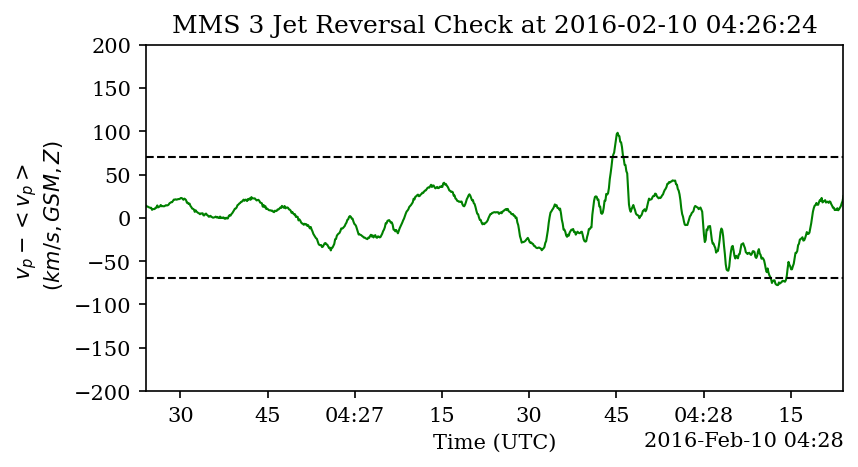 MMS 3 Jet Reversal Check at 2016-02-10 04:26:24
200
150
100
50
0
−50
−100
−150
−200
v_p − < v_p >
(km/s, GSM, Z)
30 45 04:27 15 30 45 04:28 15
Time (UTC)
2016-Feb-10 04:28